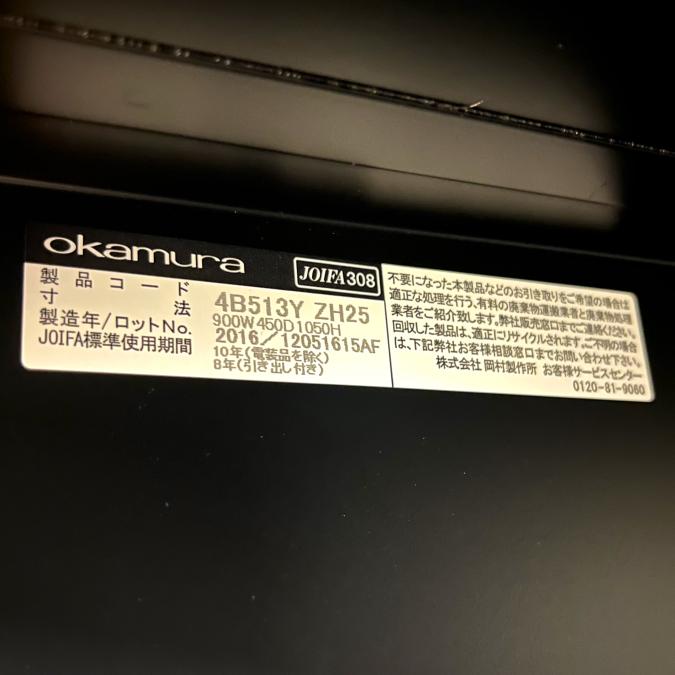 okamura
JOIFA308
製品コード 4B513Y ZH25
寸法 900W450D1050H
製造年/ロットNo. 2016/12051615AF
JOIFA標準使用期間 10年(電装品を除く)
8年(引き出し付き)
不要になった本製品などのお引き取りをご希望の場合は
適正な処理を行う、有料の廃棄物運搬業者と廃棄物処理
業者をご紹介致します。弊社販売窓口までご連絡ください。
回収した製品は、適正にリサイクルされます。ご不明の場合
は、下記弊社お客様相談窓口までお問い合わせ下さい。
株式会社 岡村製作所 お客様サービスセンター
0120-81-9060